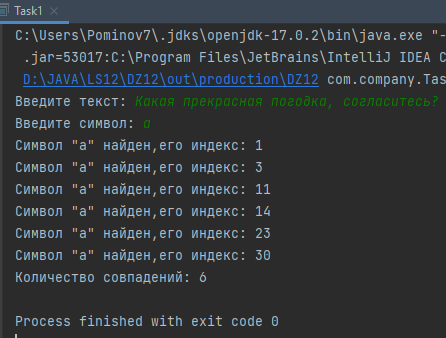 Task1
C:\Users\Pominov7\.jdks\openjdk-17.0.2\bin\java.exe "-
.jar=53017:C:\Program Files\JetBrains\IntelliJ IDEA C
D:\JAVA\LS12\DZ12\out\production\DZ12 com.company.Tas
Введите текст: Какая прекрасная погодка, согласитесь?
Введите символ: а
Символ "а" найден,его индекс: 1
Символ "а" найден,его индекс: 3
Символ "а" найден,его индекс: 11
Символ "а" найден,его индекс: 14
Символ "а" найден,его индекс: 23
Символ "а" найден,его индекс: 30
Количество совпадений: 6
Process finished with exit code 0